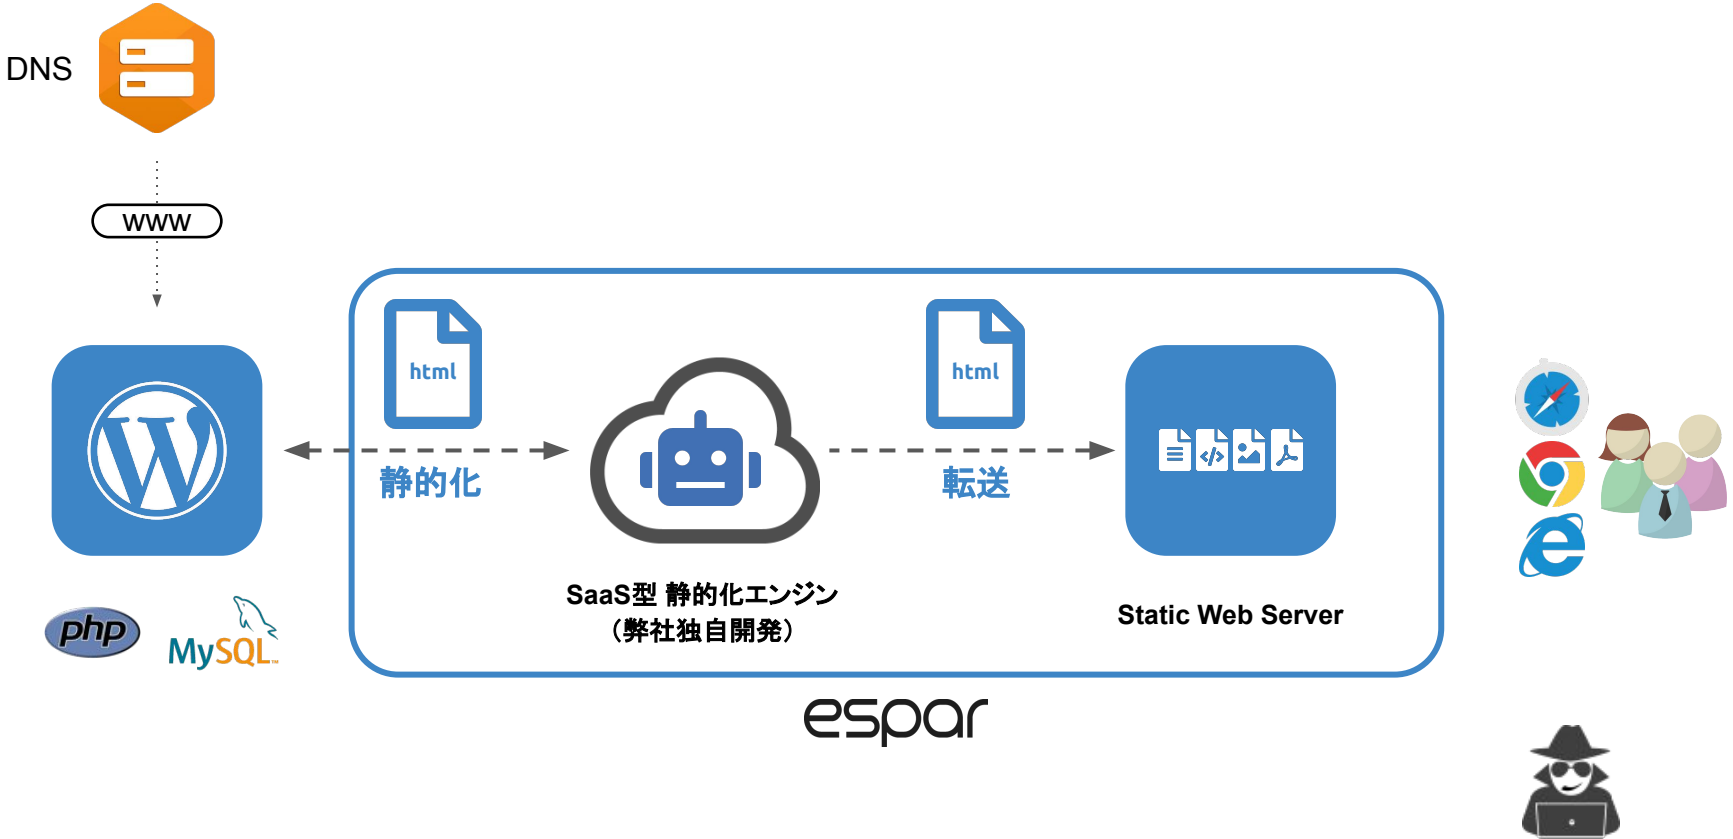 DNS
www
html
html
静的化
転送
SaaS型 静的化エンジン
（弊社独自開発）
Static Web Server
php
MySQL™
espar